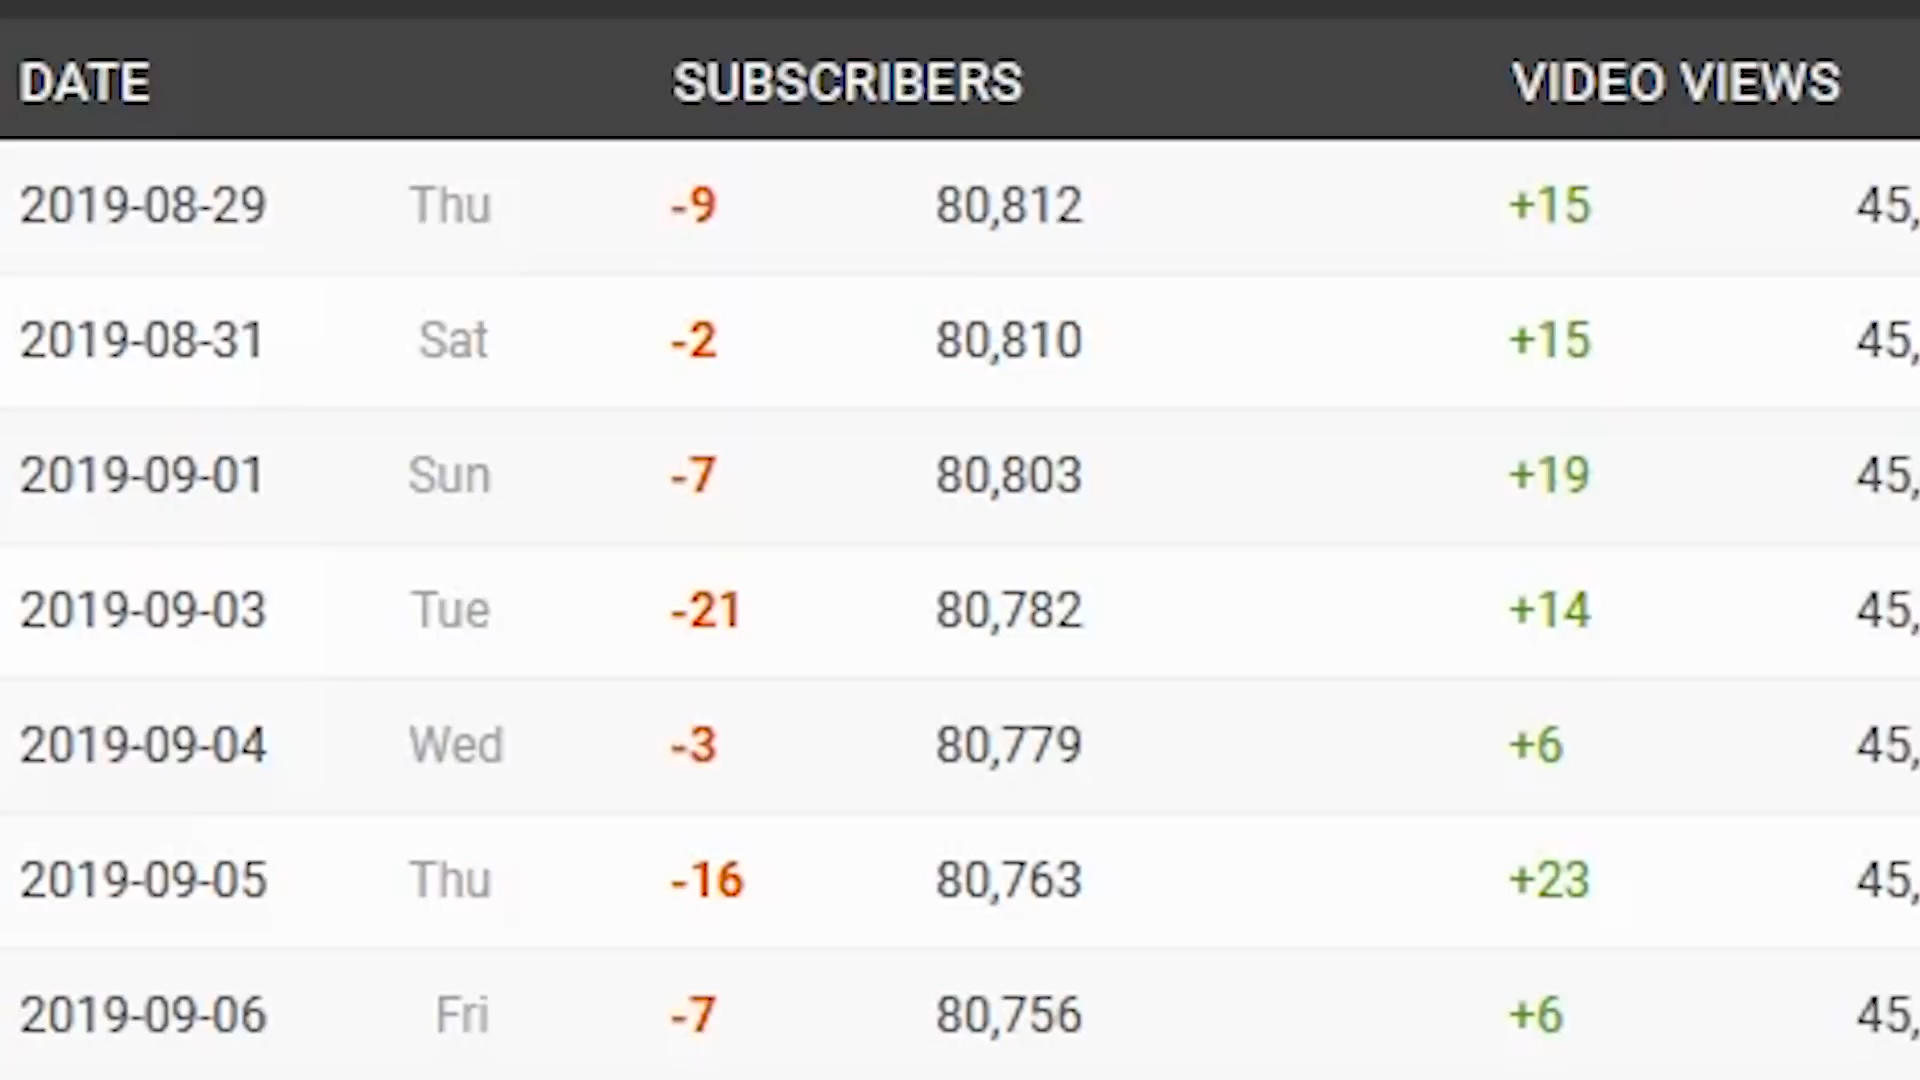 DATE SUBSCRIBERS VIDEO VIEWS
2019-08-29 Thu -9 80,812 +15 45,
2019-08-31 Sat -2 80,810 +15 45,
2019-09-01 Sun -7 80,803 +19 45,
2019-09-03 Tue -21 80,782 +14 45,
2019-09-04 Wed -3 80,779 +6 45,
2019-09-05 Thu -16 80,763 +23 45,
2019-09-06 Fri -7 80,756 +6 45,